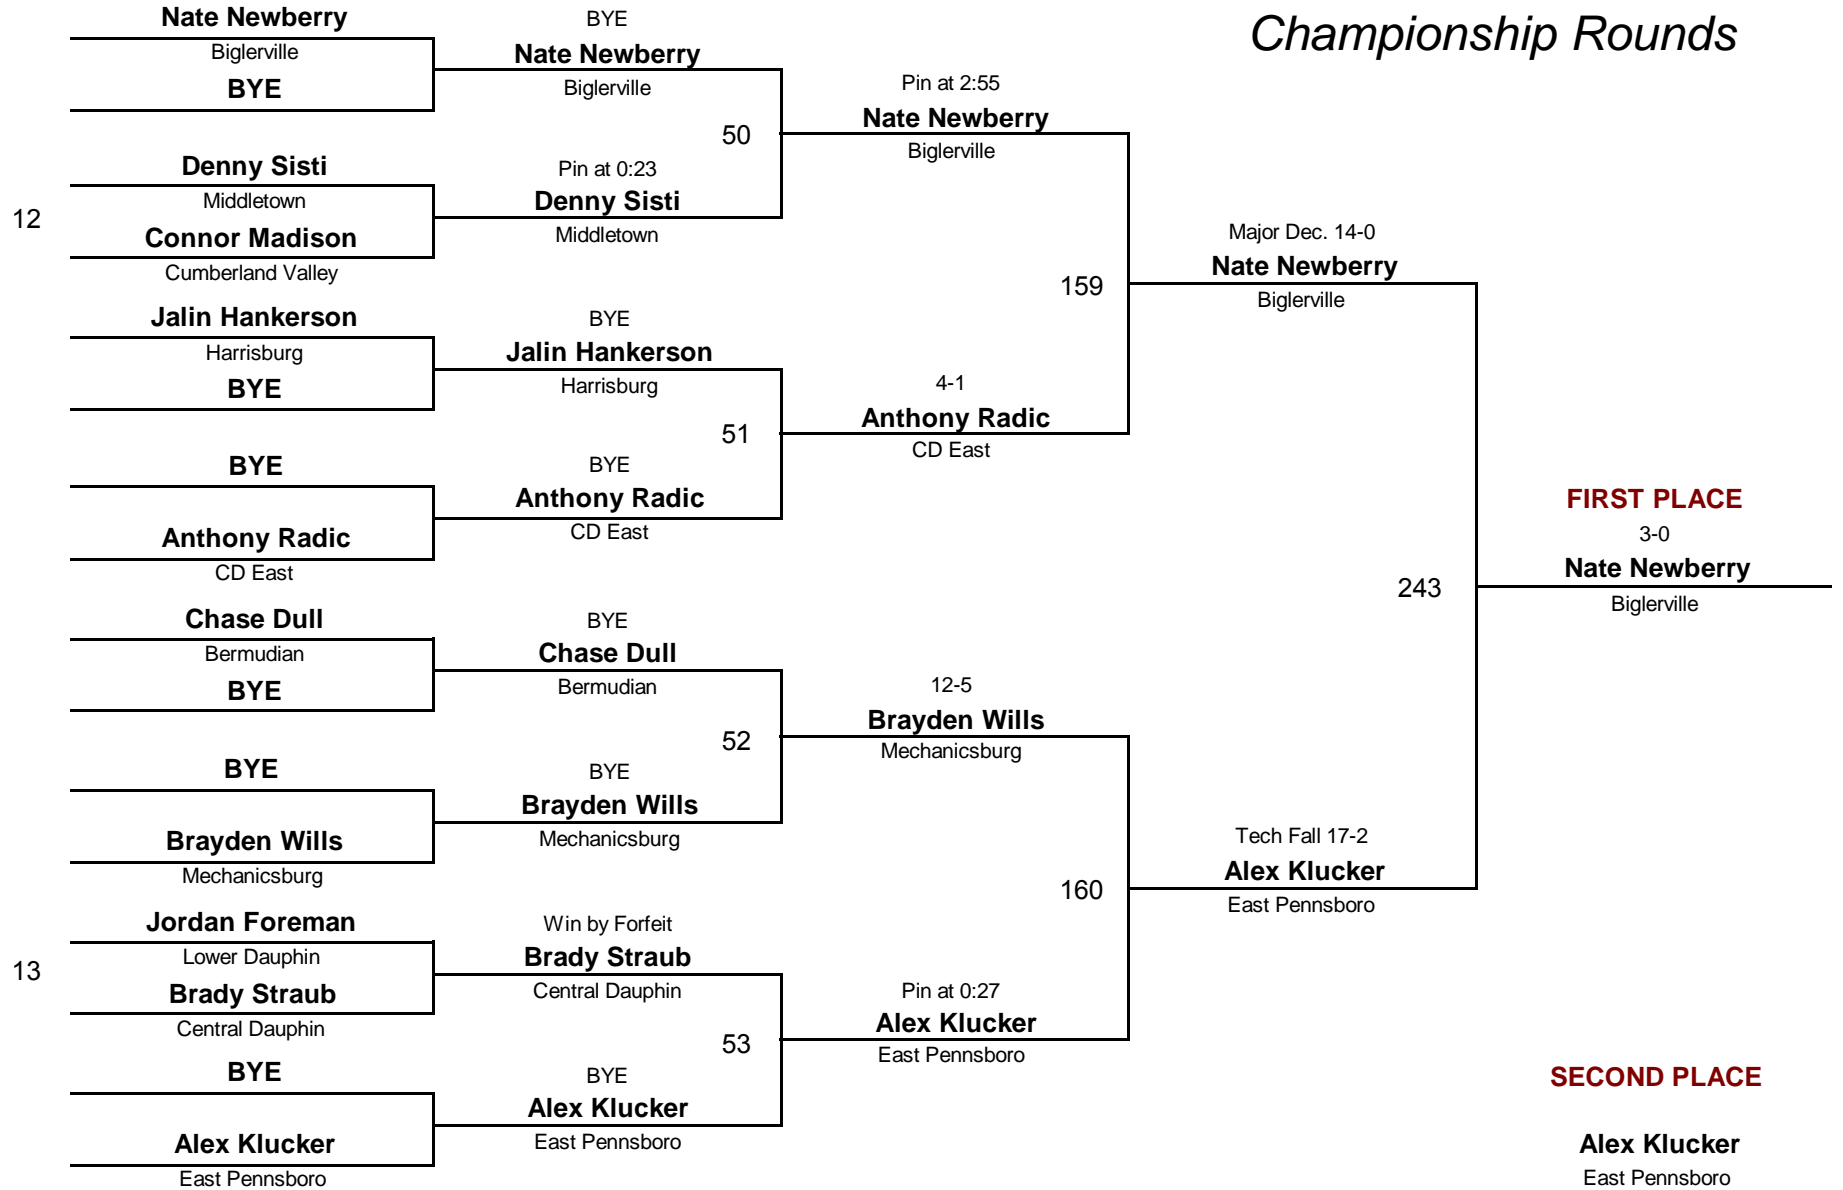 Championship Rounds
Nate Newberry
Biglerville
BYE
12
Denny Sisti
Middletown
Connor Madison
Cumberland Valley
Jalin Hankerson
Harrisburg
BYE
BYE
Anthony Radic
CD East
Chase Dull
Bermudian
BYE
BYE
Brayden Wills
Mechanicsburg
13
Jordan Foreman
Lower Dauphin
Brady Straub
Central Dauphin
BYE
Alex Klucker
East Pennsboro
BYE
Nate Newberry
Biglerville
50
Pin at 0:23
Denny Sisti
Middletown
BYE
Jalin Hankerson
Harrisburg
51
BYE
Anthony Radic
CD East
BYE
Chase Dull
Bermudian
52
BYE
Brayden Wills
Mechanicsburg
Win by Forfeit
Brady Straub
Central Dauphin
53
BYE
Alex Klucker
East Pennsboro
Pin at 2:55
Nate Newberry
Biglerville
159
4-1
Anthony Radic
CD East
12-5
Brayden Wills
Mechanicsburg
160
Pin at 0:27
Alex Klucker
East Pennsboro
Major Dec. 14-0
Nate Newberry
Biglerville
243
Tech Fall 17-2
Alex Klucker
East Pennsboro
FIRST PLACE
3-0
Nate Newberry
Biglerville
SECOND PLACE
Alex Klucker
East Pennsboro